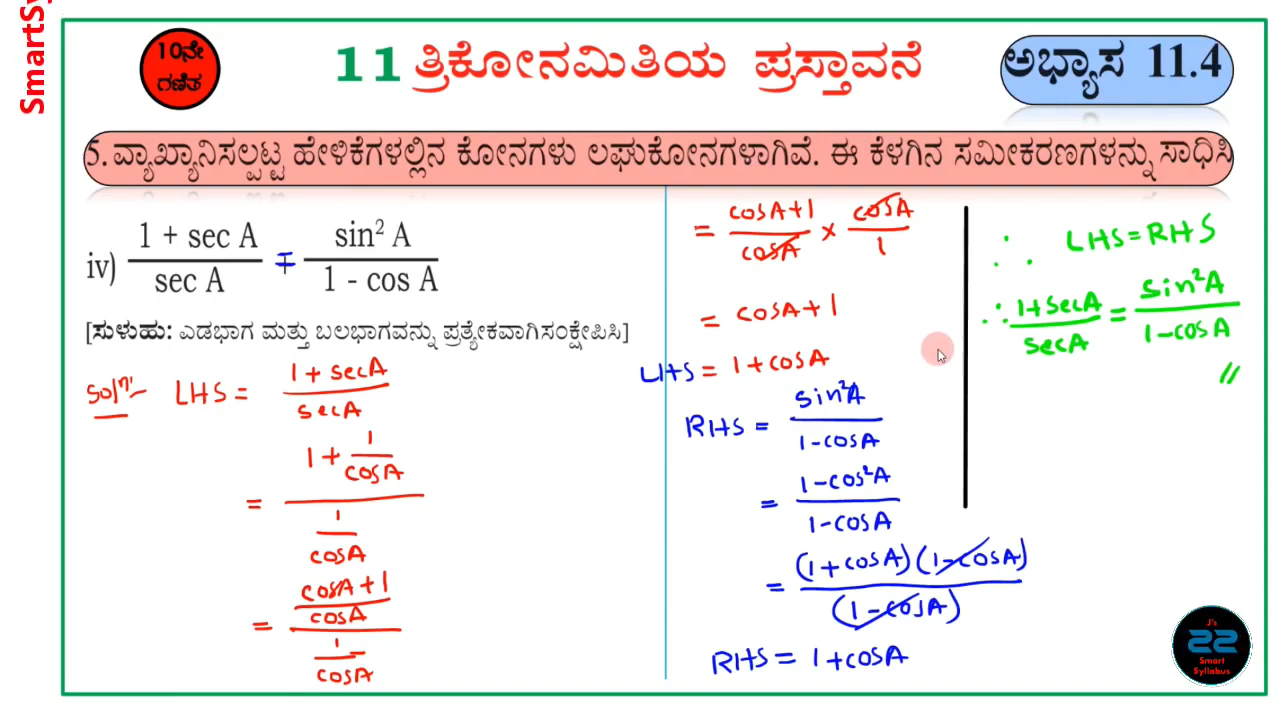 SmartSy
10ನೇ
ಗಣಿತ
11 ತ್ರಿಕೋನಮಿತಿಯ ಪ್ರಸ್ತಾವನೆ
ಅಭ್ಯಾಸ 11.4
5. ವ್ಯಾಖ್ಯಾನಿಸಲ್ಪಟ್ಟ ಹೇಳಿಕೆಗಳಲ್ಲಿನ ಕೋನಗಳು ಲಘುಕೋನಗಳಾಗಿವೆ. ಈ ಕೆಳಗಿನ ಸಮೀಕರಣಗಳನ್ನು ಸಾಧಿಸಿ
iv) (1 + sec A)/(sec A) = (sin² A)/(1 - cos A)
[ಸುಳುಹು: ಎಡಭಾಗ ಮತ್ತು ಬಲಭಾಗವನ್ನು ಪ್ರತ್ಯೇಕವಾಗಿಸಂಕ್ಷೇಪಿಸಿ]
Solⁿ:- LHS = (1 + secA)/(secA)
= (1 + 1/cosA)/(1/cosA)
= ((cosA + 1)/cosA)/(1/cosA)
= (cosA+1)/(cosA) × (cosA)/1
= cosA+1
LHS = 1+cosA
RHS = (sin²A)/(1-cosA)
= (1-cos²A)/(1-cosA)
= (1+cosA)(1-cosA)/(1-cosA)
RHS = 1+cosA
∴ LHS=RHS
∴ (1+secA)/(secA) = (sin²A)/(1-cosA)
//
J's
22
Smart
Syllabus